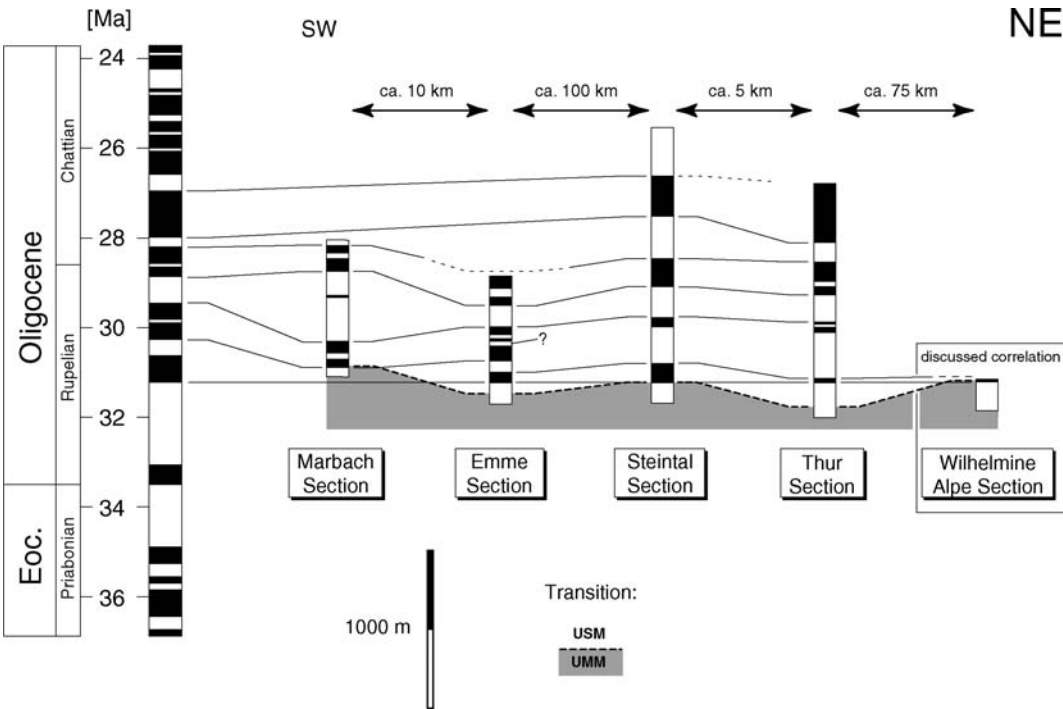 [Ma]
SW
NE
ca. 10 km
ca. 100 km
ca. 5 km
ca. 75 km
24
26
28
30
32
34
36
Oligocene
Eoc.
Chattian
Rupelian
Priabonian
?
discussed correlation
Marbach
Section
Emme
Section
Steintal
Section
Thur
Section
Wilhelmine
Alpe Section
1000 m
Transition:
USM
UMM